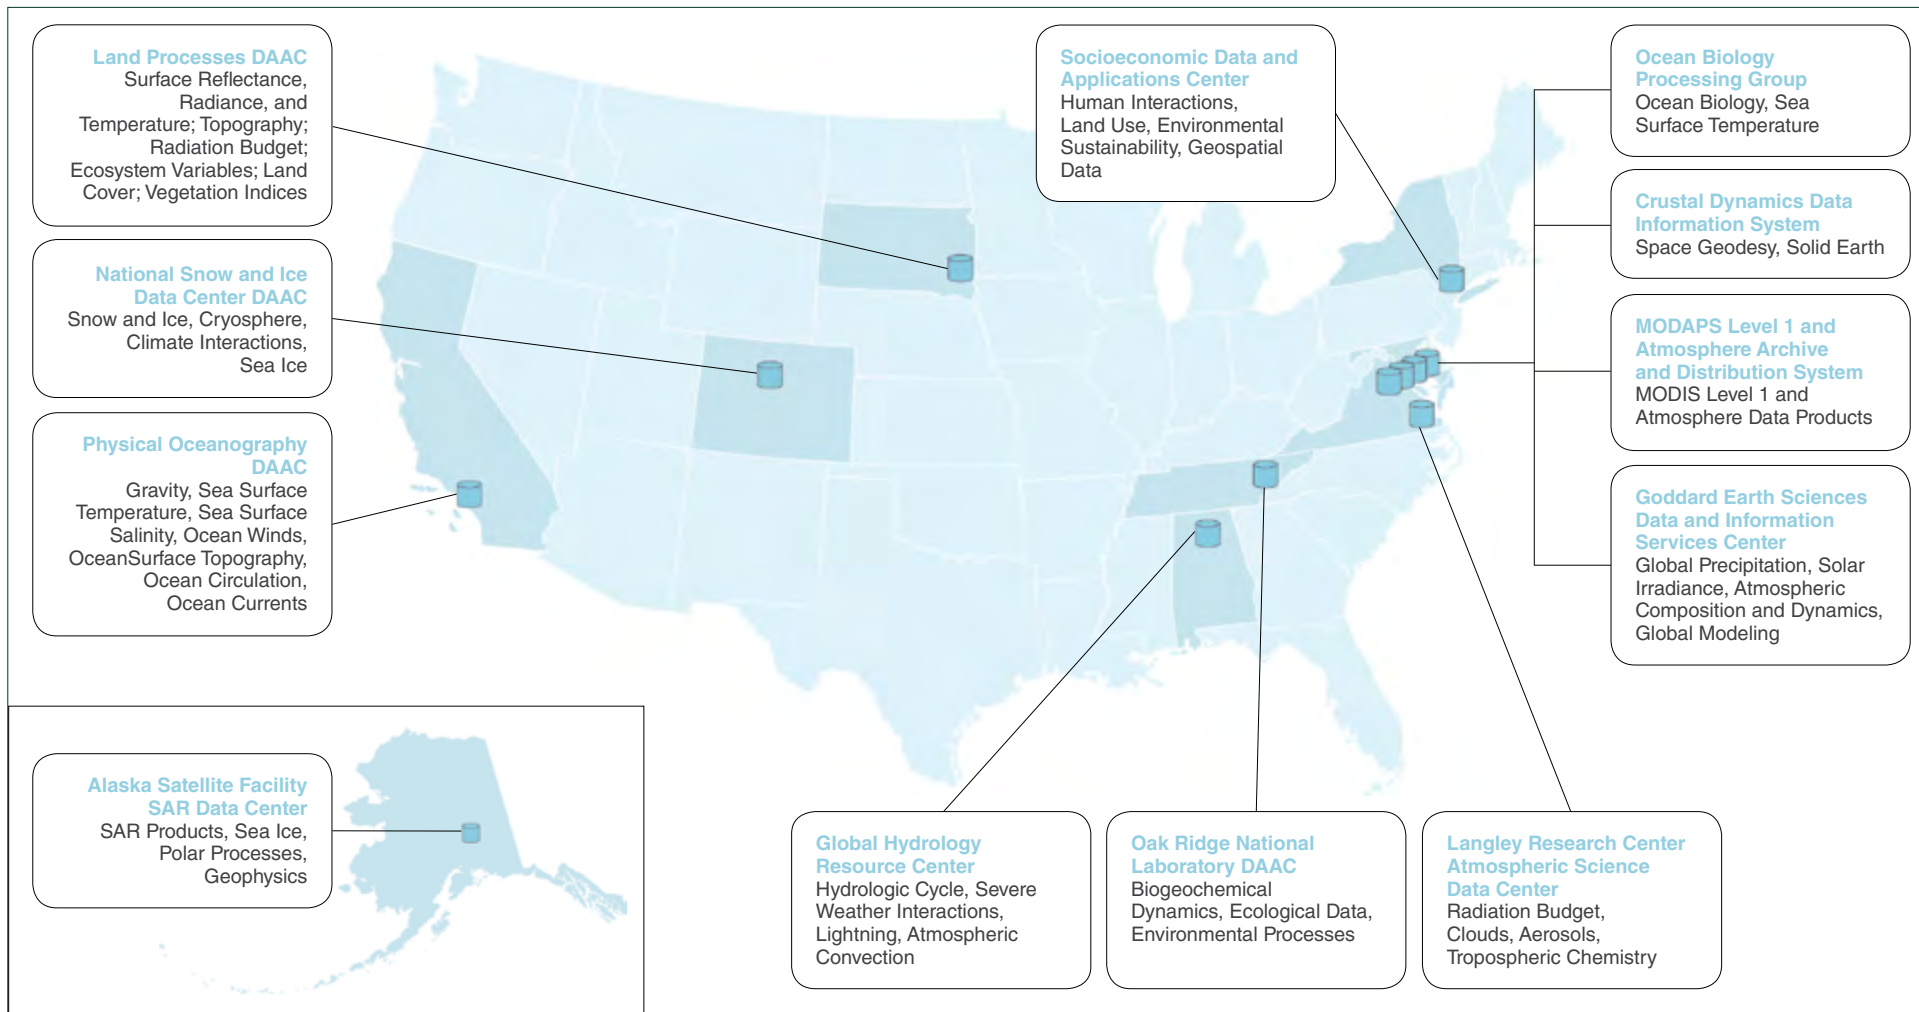 Land Processes DAAC
Surface Reflectance,
Radiance, and
Temperature; Topography;
Radiation Budget;
Ecosystem Variables; Land
Cover; Vegetation Indices
National Snow and Ice
Data Center DAAC
Snow and Ice, Cryosphere,
Climate Interactions,
Sea Ice
Physical Oceanography
DAAC
Gravity, Sea Surface
Temperature, Sea Surface
Salinity, Ocean Winds,
OceanSurface Topography,
Ocean Circulation,
Ocean Currents
Alaska Satellite Facility
SAR Data Center
SAR Products, Sea Ice,
Polar Processes,
Geophysics
Socioeconomic Data and
Applications Center
Human Interactions,
Land Use, Environmental
Sustainability, Geospatial
Data
Ocean Biology
Processing Group
Ocean Biology, Sea
Surface Temperature
Crustal Dynamics Data
Information System
Space Geodesy, Solid Earth
MODAPS Level 1 and
Atmosphere Archive
and Distribution System
MODIS Level 1 and
Atmosphere Data Products
Goddard Earth Sciences
Data and Information
Services Center
Global Precipitation, Solar
Irradiance, Atmospheric
Composition and Dynamics,
Global Modeling
Global Hydrology
Resource Center
Hydrologic Cycle, Severe
Weather Interactions,
Lightning, Atmospheric
Convection
Oak Ridge National
Laboratory DAAC
Biogeochemical
Dynamics, Ecological Data,
Environmental Processes
Langley Research Center
Atmospheric Science
Data Center
Radiation Budget,
Clouds, Aerosols,
Tropospheric Chemistry